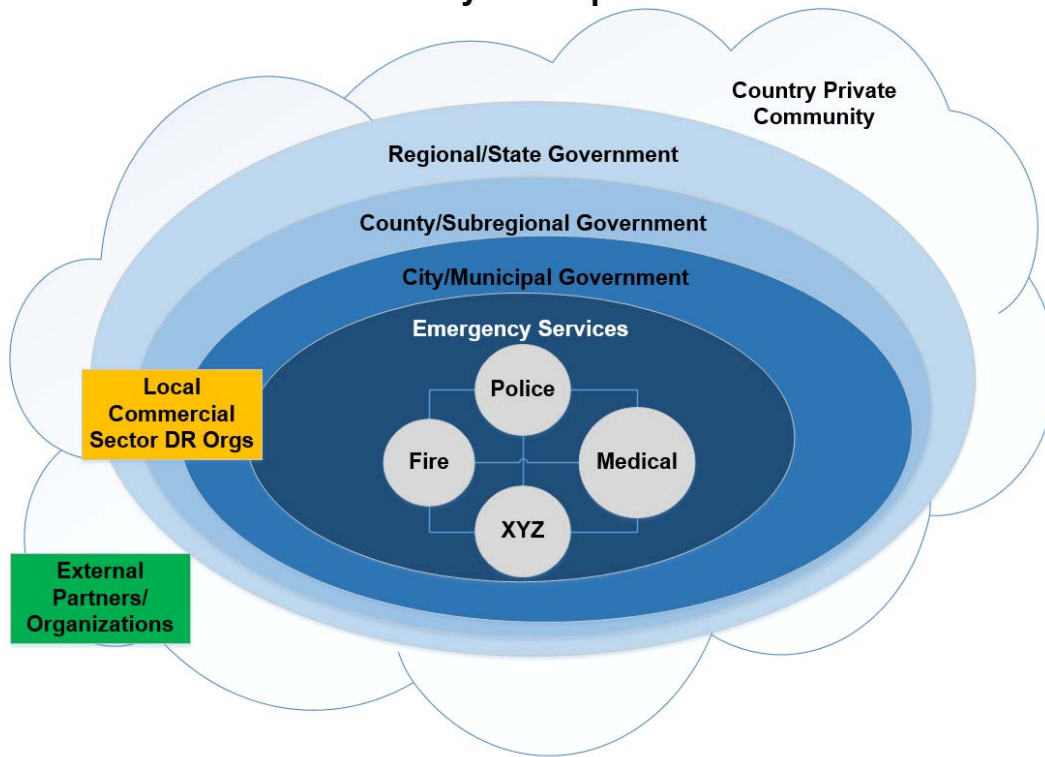 Country Private
Community
Regional/State Government
County/Subregional Government
City/Municipal Government
Emergency Services
Police
Local
Commercial
Sector DR Orgs
Fire
Medical
XYZ
External
Partners/
Organizations